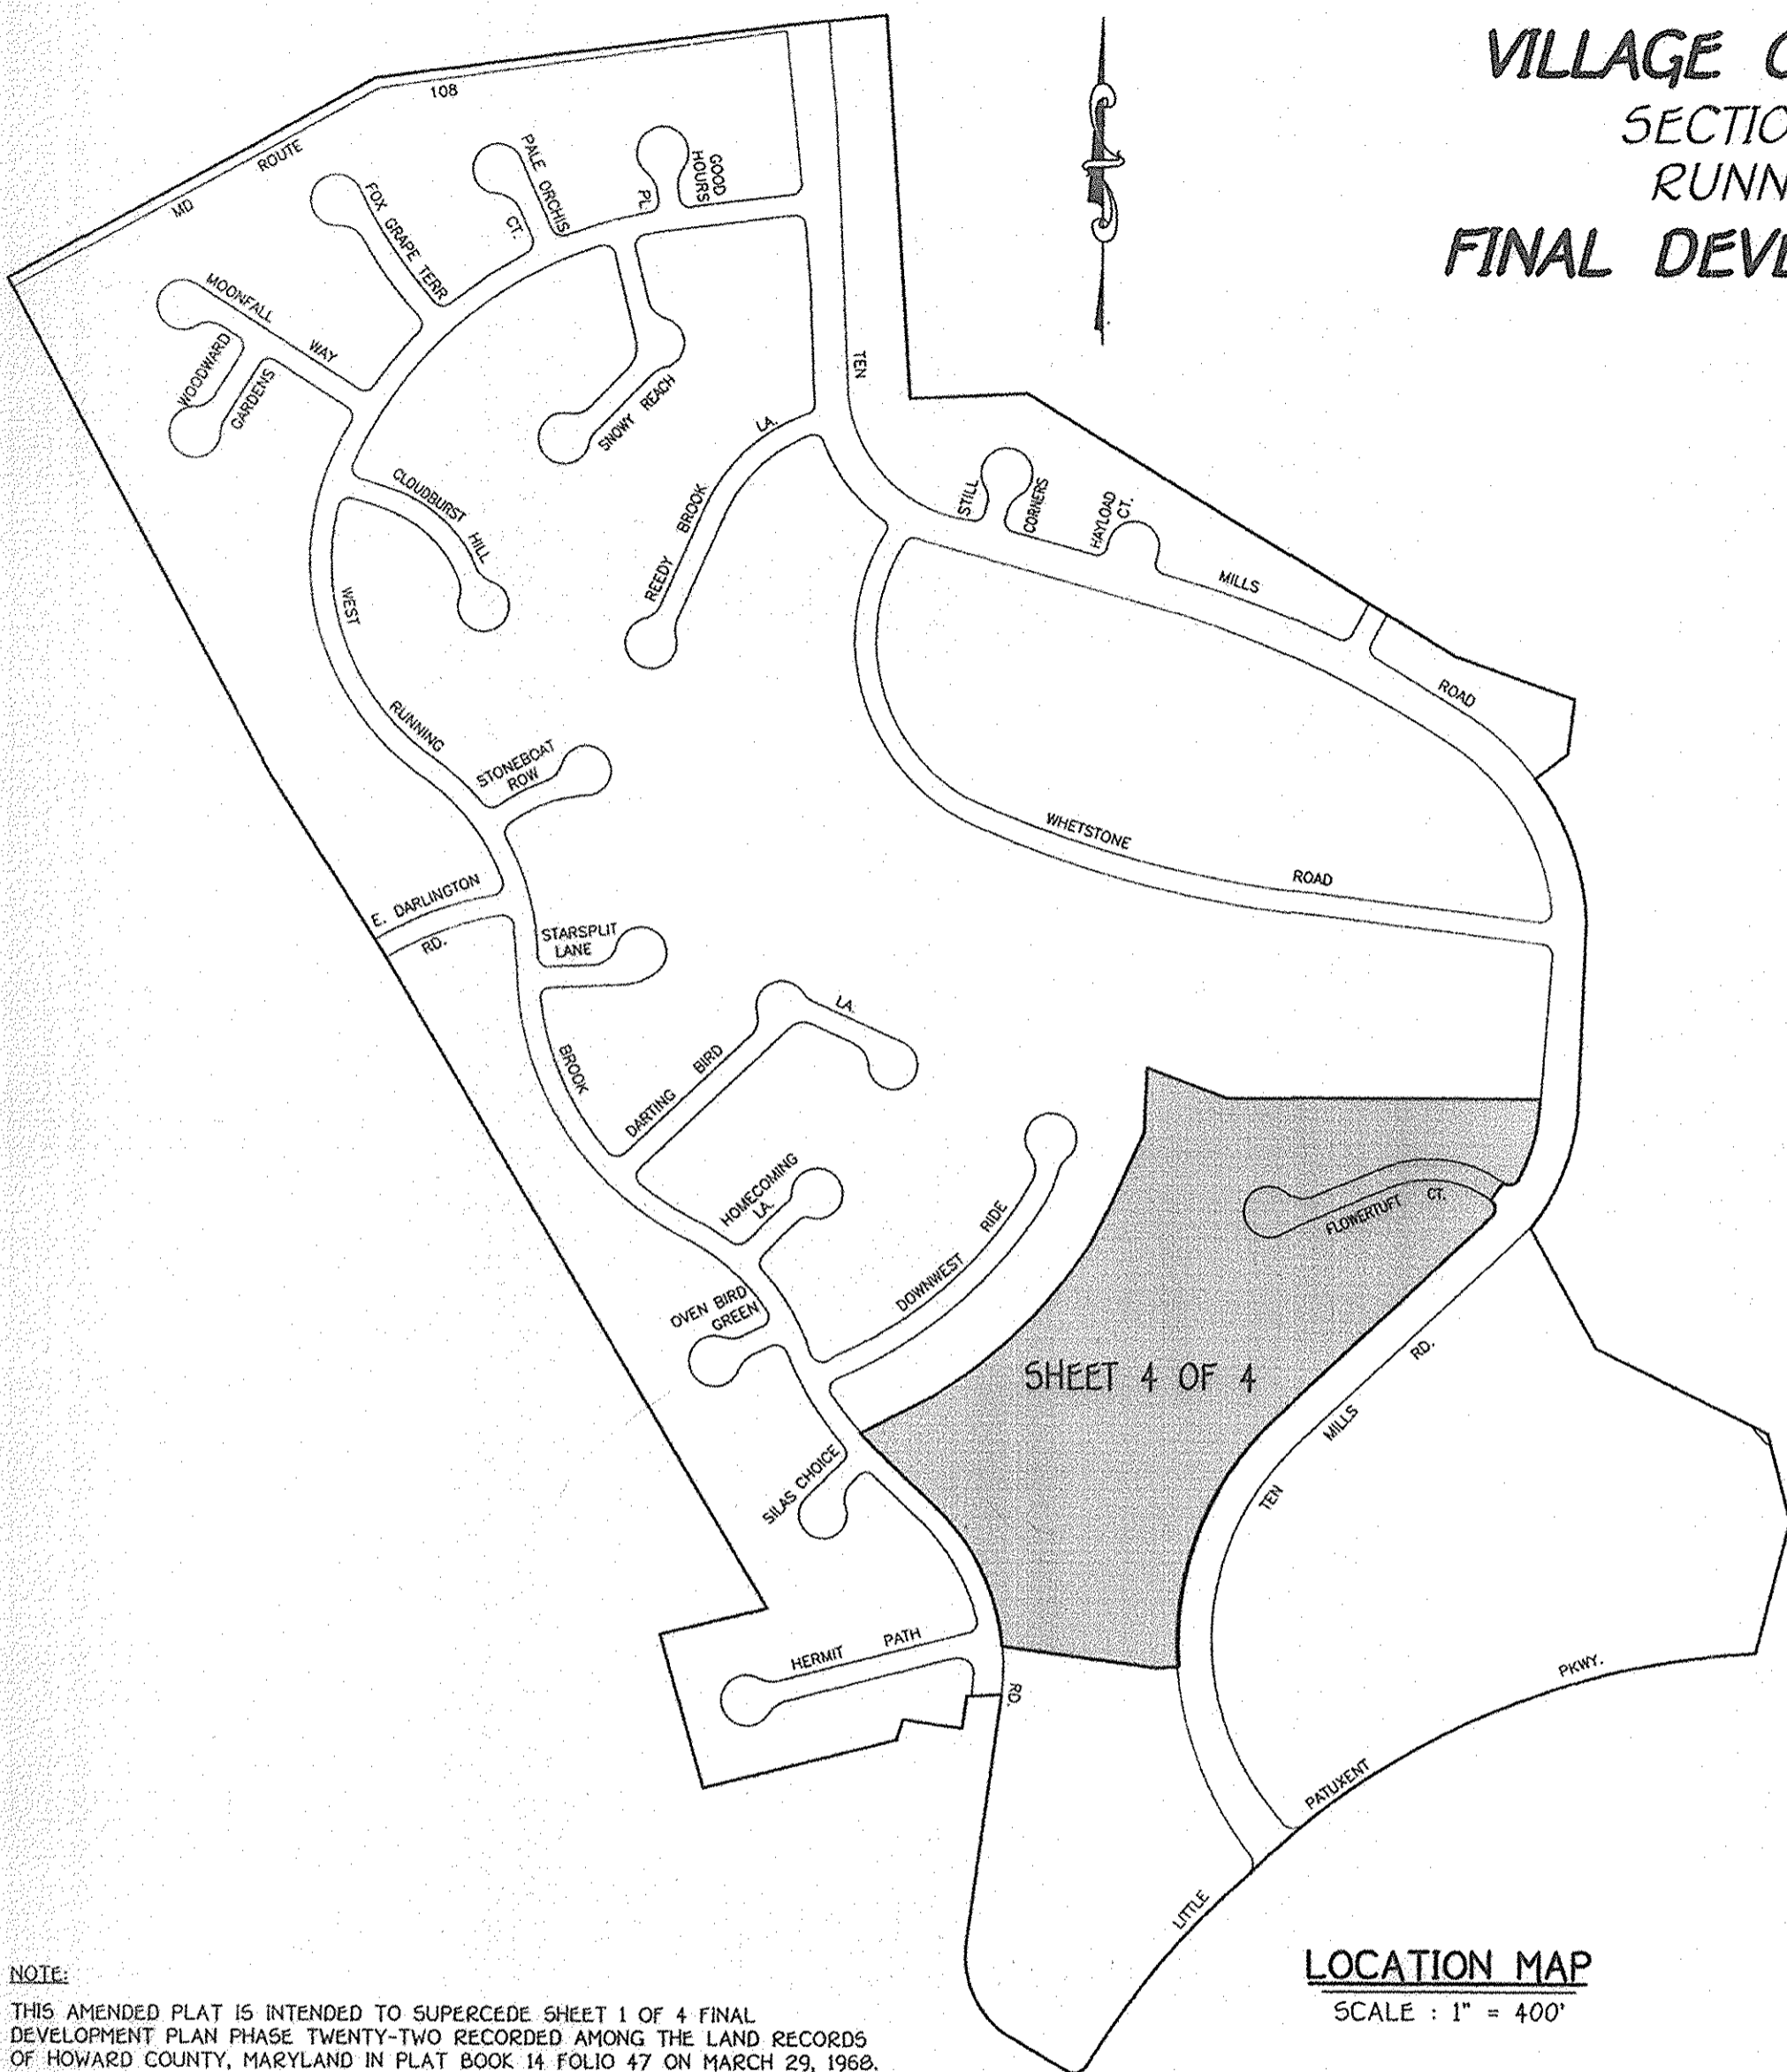 VILLAGE
SECTIO
RUNN
FINAL DEV
MD ROUTE 108
PALE ORCHIS CT.
GOOD HOURS PL.
FOX GRAPE TERR
MOONFALL WAY
WOODWARD GARDENS
SNOWY REACH
CLOUDBURST HILL
REEDY BROOK LA.
TEN MILLS ROAD
STILL CORNERS
HAYLOAD CT.
WEST RUNNING BROOK RD.
STONEBOAT ROW
WHETSTONE ROAD
E. DARLINGTON RD.
STARSPLIT LANE
DARTING BIRD LA.
HOMECOMING LA.
DOWNWEST RIDE
FLOWERTUFT CT.
OVEN BIRD GREEN
SHEET 4 OF 4
TEN MILLS RD.
SILAS CHOICE
HERMIT PATH
LITTLE PATUXENT PKWY.
LOCATION MAP
SCALE : 1" = 400'
NOTE:
THIS AMENDED PLAT IS INTENDED TO SUPERCEDE SHEET 1 OF 4 FINAL
DEVELOPMENT PLAN PHASE TWENTY-TWO RECORDED AMONG THE LAND RECORDS
OF HOWARD COUNTY, MARYLAND IN PLAT BOOK 14 FOLIO 47 ON MARCH 29, 1968.